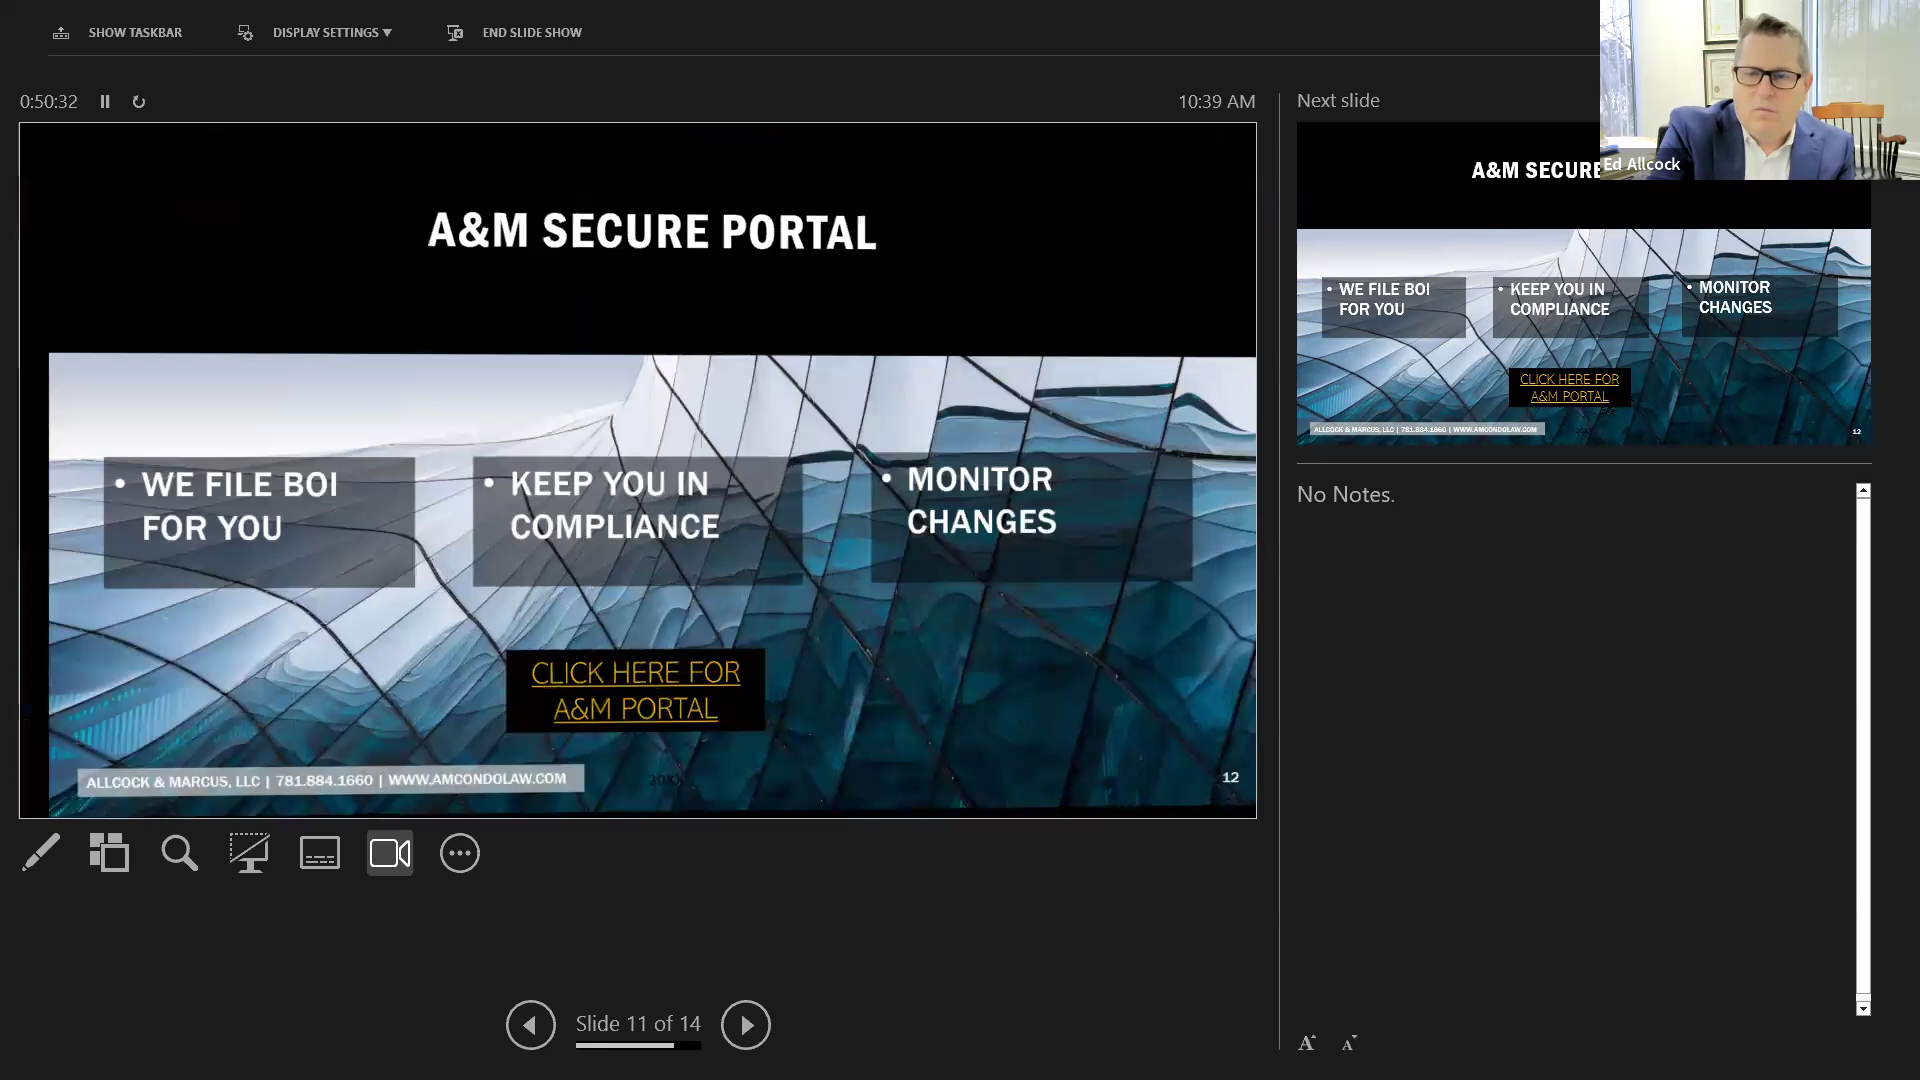 SHOW TASKBAR
DISPLAY SETTINGS
END SLIDE SHOW
0:50:32
10:39 AM
A&M SECURE PORTAL
• WE FILE BOI
FOR YOU
• KEEP YOU IN
COMPLIANCE
• MONITOR
CHANGES
CLICK HERE FOR
A&M PORTAL
ALLCOCK & MARCUS, LLC | 781.884.1660 | WWW.AMCONDOLAW.COM
20XX
12
Slide 11 of 14
Next slide
A&M SECURE
• WE FILE BOI
FOR YOU
• KEEP YOU IN
COMPLIANCE
• MONITOR
CHANGES
CLICK HERE FOR
A&M PORTAL
ALLCOCK & MARCUS, LLC | 781.884.1660 | WWW.AMCONDOLAW.COM
12
No Notes.
A A
Ed Allcock